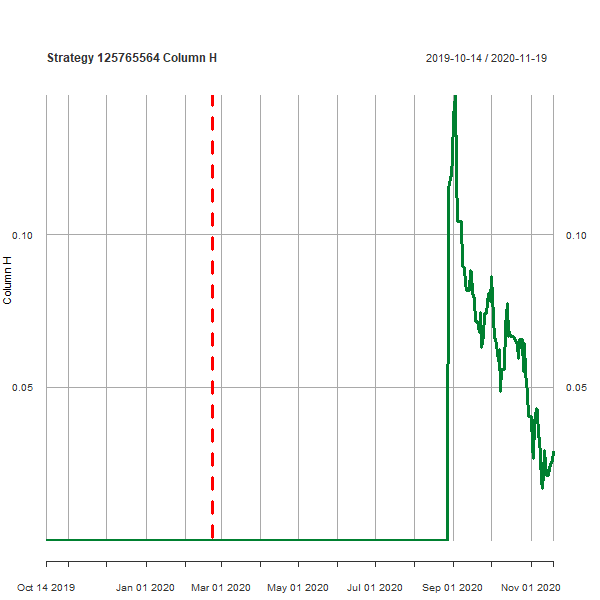 Strategy 125765564 Column H
2019-10-14 / 2020-11-19
Column H
0.10
0.10
0.05
0.05
Oct 14 2019
Jan 01 2020
Mar 01 2020
May 01 2020
Jul 01 2020
Sep 01 2020
Nov 01 2020